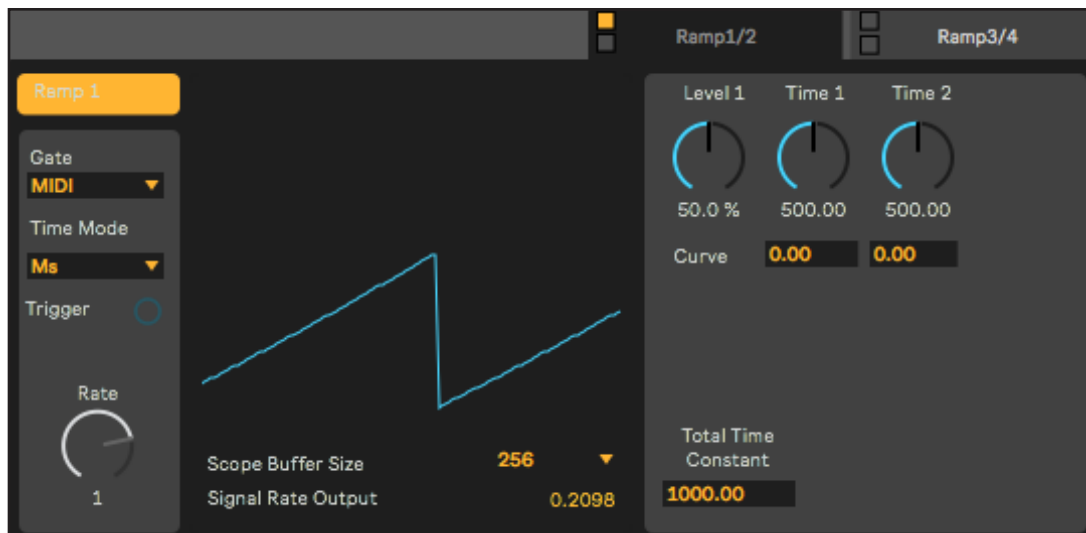 Ramp1/2
Ramp3/4
Ramp 1
Gate
MIDI
Time Mode
Ms
Trigger
Rate
1
Scope Buffer Size 256
Signal Rate Output 0.2098
Level 1 Time 1 Time 2
50.0 % 500.00 500.00
Curve 0.00 0.00
Total Time
Constant
1000.00